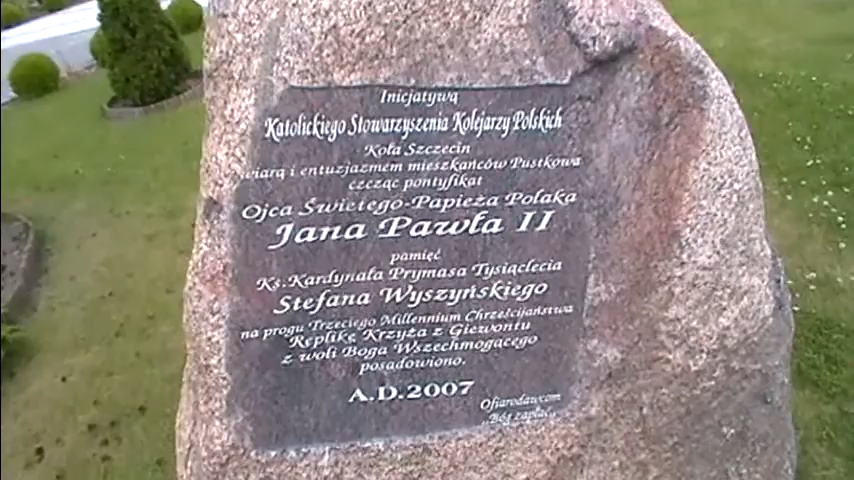 Inicjatywą
Katolickiego Stowarzyszenia Kolejarzy Polskich
Koła Szczecin
wiarą i entuzjazmem mieszkańców Pustkowa
czcząc pontyfikat
Ojca Świętego-Papieża Polaka
Jana Pawła II
pamięć
Ks. Kardynała Prymasa Tysiąclecia
Stefana Wyszyńskiego
na progu Trzeciego Millennium Chrześcijaństwa
Replikę Krzyża z Giewontu
z woli Boga Wszechmogącego
posadowiono.
A.D.2007
Ofiarodawcom
"Bóg zapłać"